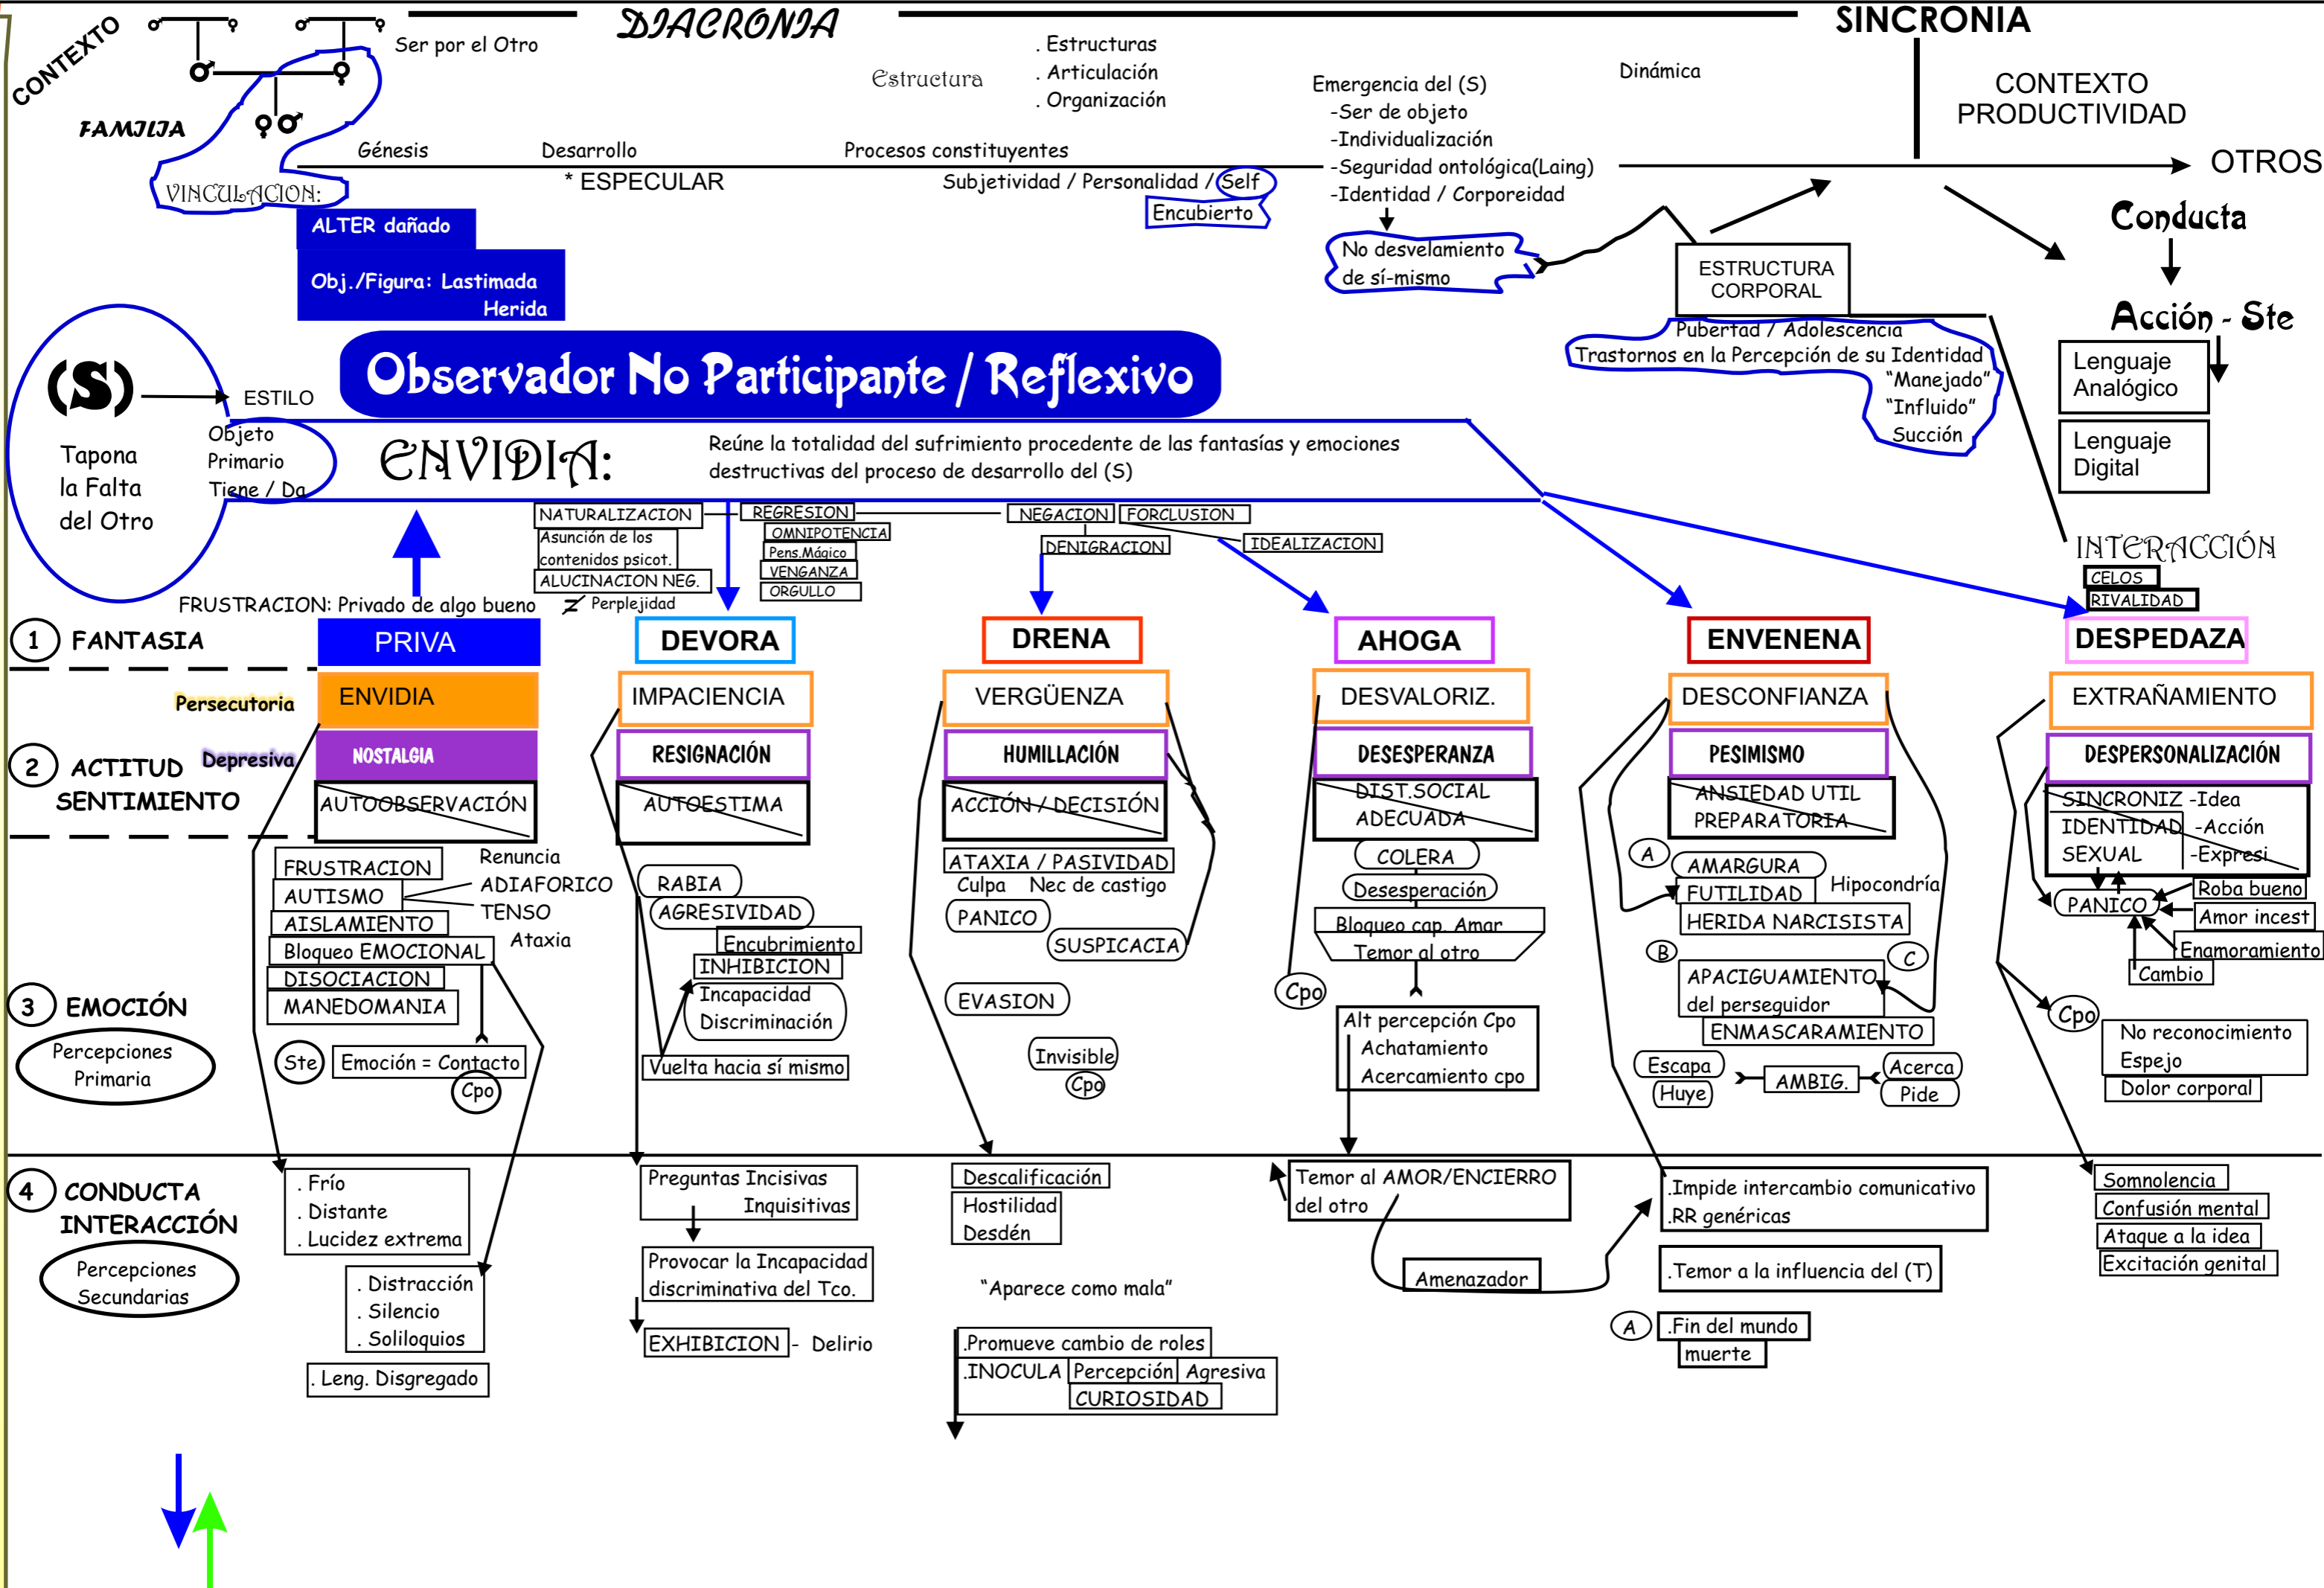 CONTEXTO
DIACRONIA
SINCRONIA
Ser por el Otro
Estructura
. Estructuras
. Articulación
. Organización
Emergencia del (S)
-Ser de objeto
-Individualización
-Seguridad ontológica(Laing)
-Identidad / Corporeidad
Dinámica
CONTEXTO
PRODUCTIVIDAD
FAMILIA
Génesis
Desarrollo
Procesos constituyentes
OTROS
VINCULACION:
* ESPECULAR
Subjetividad / Personalidad / Self
Encubierto
ALTER dañado
Obj./Figura: Lastimada
Herida
No desvelamiento
de sí-mismo
ESTRUCTURA
CORPORAL
Conducta
Acción - Ste
Pubertad / Adolescencia
Trastornos en la Percepción de su Identidad
“Manejado”
“Influido”
Succión
Lenguaje
Analógico
Lenguaje
Digital
(S)
ESTILO
Observador No Participante / Reflexivo
Tapona
la Falta
del Otro
Objeto
Primario
Tiene / Da
ENVIDIA:
Reúne la totalidad del sufrimiento procedente de las fantasías y emociones
destructivas del proceso de desarrollo del (S)
NATURALIZACION
Asunción de los
contenidos psicot.
ALUCINACION NEG.
Perplejidad
REGRESION
OMNIPOTENCIA
Pens.Mágico
VENGANZA
ORGULLO
NEGACION
FORCLUSION
DENIGRACION
IDEALIZACION
INTERACCIÓN
CELOS
RIVALIDAD
FRUSTRACION: Privado de algo bueno
1 FANTASIA
PRIVA
DEVORA
DRENA
AHOGA
ENVENENA
DESPEDAZA
Persecutoria
ENVIDIA
IMPACIENCIA
VERGÜENZA
DESVALORIZ.
DESCONFIANZA
EXTRAÑAMIENTO
2 ACTITUD
SENTIMIENTO
Depresiva
NOSTALGIA
RESIGNACIÓN
HUMILLACIÓN
DESESPERANZA
PESIMISMO
DESPERSONALIZACIÓN
AUTOOBSERVACIÓN
AUTOESTIMA
ACCIÓN / DECISIÓN
DIST.SOCIAL
ADECUADA
ANSIEDAD UTIL
PREPARATORIA
SINCRONIZ -Idea
IDENTIDAD -Acción
SEXUAL -Expresi
3 EMOCIÓN
Percepciones
Primaria
FRUSTRACION
AUTISMO
AISLAMIENTO
Bloqueo EMOCIONAL
DISOCIACION
MANEDOMANIA
Renuncia
ADIAFORICO
TENSO
Ataxia
Ste
Emoción = Contacto
Cpo
RABIA
AGRESIVIDAD
Encubrimiento
INHIBICION
Incapacidad
Discriminación
Vuelta hacia sí mismo
ATAXIA / PASIVIDAD
Culpa Nec de castigo
PANICO
SUSPICACIA
EVASION
Invisible
Cpo
COLERA
Desesperación
Bloqueo cap. Amar
Temor al otro
Cpo
Alt percepción Cpo
Achatamiento
Acercamiento cpo
A
AMARGURA
FUTILIDAD
Hipocondría
HERIDA NARCISISTA
B
C
APACIGUAMIENTO
del perseguidor
ENMASCARAMIENTO
Escapa
Huye
AMBIG.
Acerca
Pide
PANICO
Roba bueno
Amor incest
Enamoramiento
Cambio
Cpo
No reconocimiento
Espejo
Dolor corporal
4 CONDUCTA
INTERACCIÓN
Percepciones
Secundarias
. Frío
. Distante
. Lucidez extrema
. Distracción
. Silencio
. Soliloquios
. Leng. Disgregado
Preguntas Incisivas
Inquisitivas
Provocar la Incapacidad
discriminativa del Tco.
EXHIBICION - Delirio
Descalificación
Hostilidad
Desdén
“Aparece como mala”
.Promueve cambio de roles
.INOCULA Percepción Agresiva
CURIOSIDAD
Temor al AMOR/ENCIERRO
del otro
Amenazador
.Impide intercambio comunicativo
.RR genéricas
.Temor a la influencia del (T)
A
.Fin del mundo
muerte
Somnolencia
Confusión mental
Ataque a la idea
Excitación genital